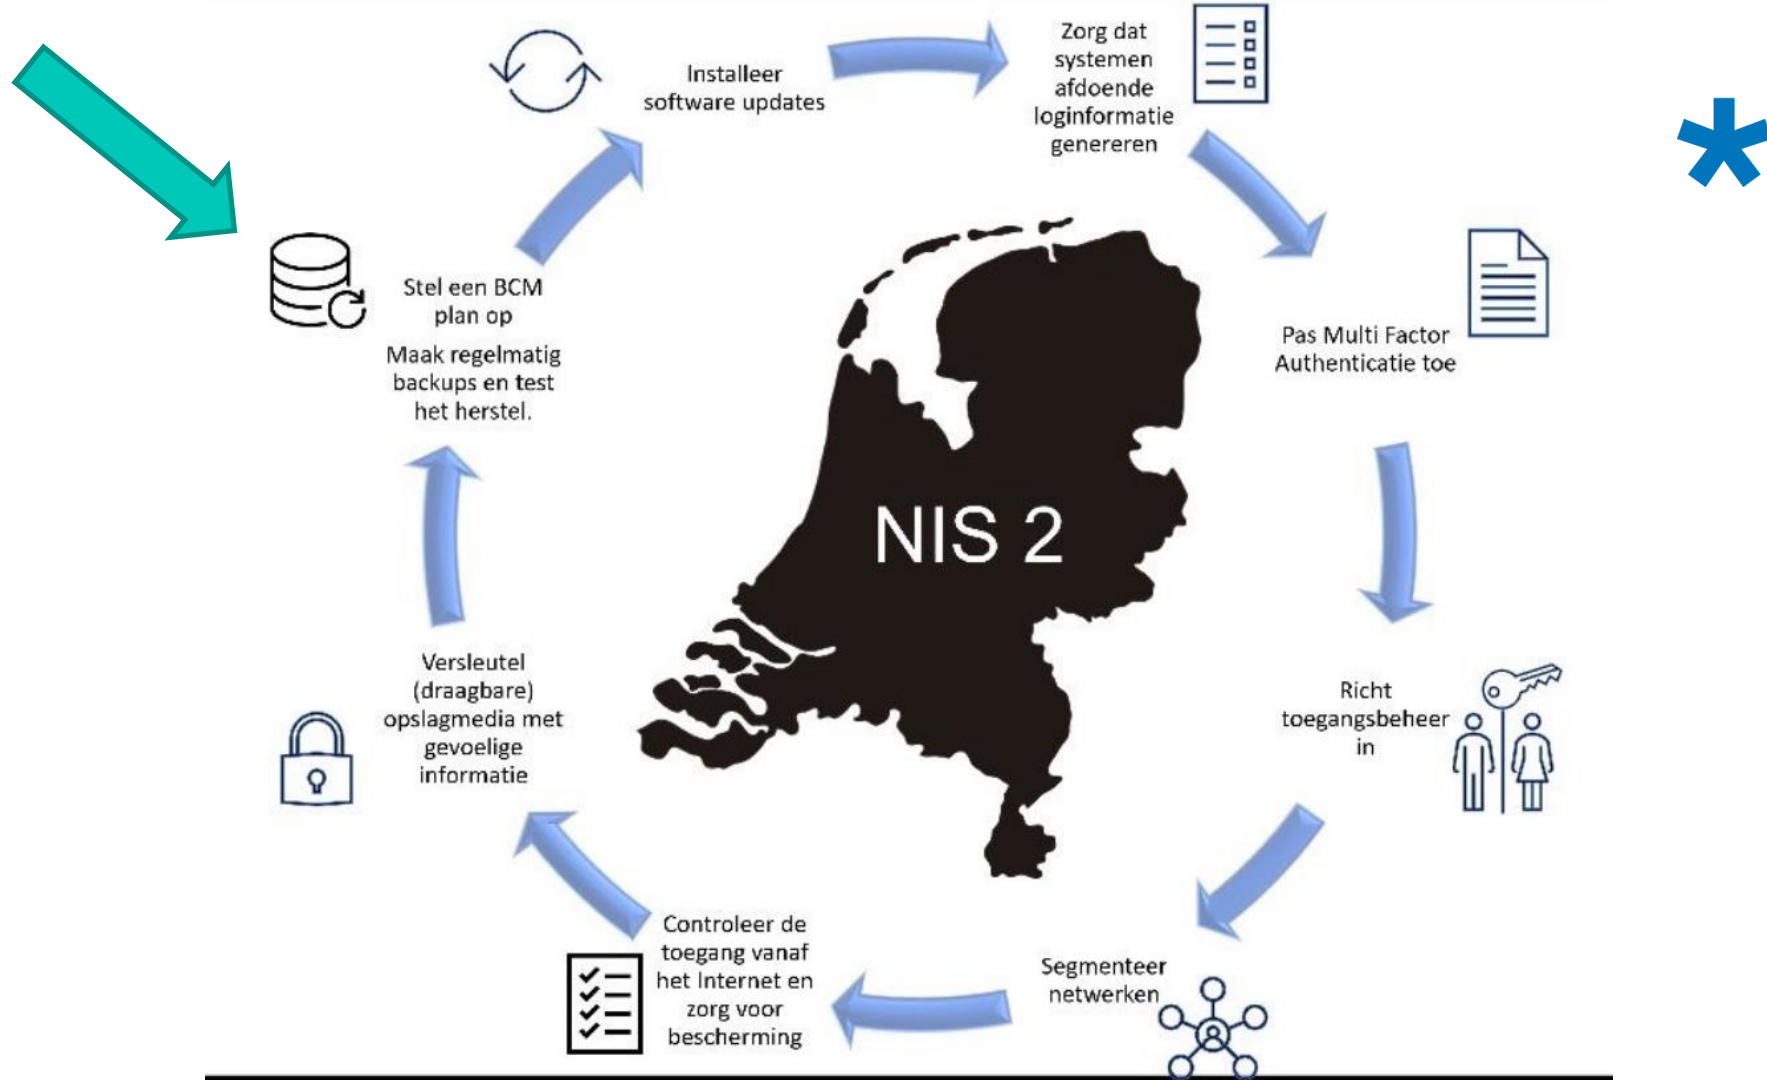 Installeer
software updates
Zorg dat
systemen
afdoende
loginformatie
genereren
Pas Multi Factor
Authenticatie toe
Richt
toegangsbeheer
in
Segmenteer
netwerken
Controleer de
toegang vanaf
het Internet en
zorg voor
bescherming
Versleutel
(draagbare)
opslagmedia met
gevoelige
informatie
Stel een BCM
plan op
Maak regelmatig
backups en test
het herstel.
NIS 2